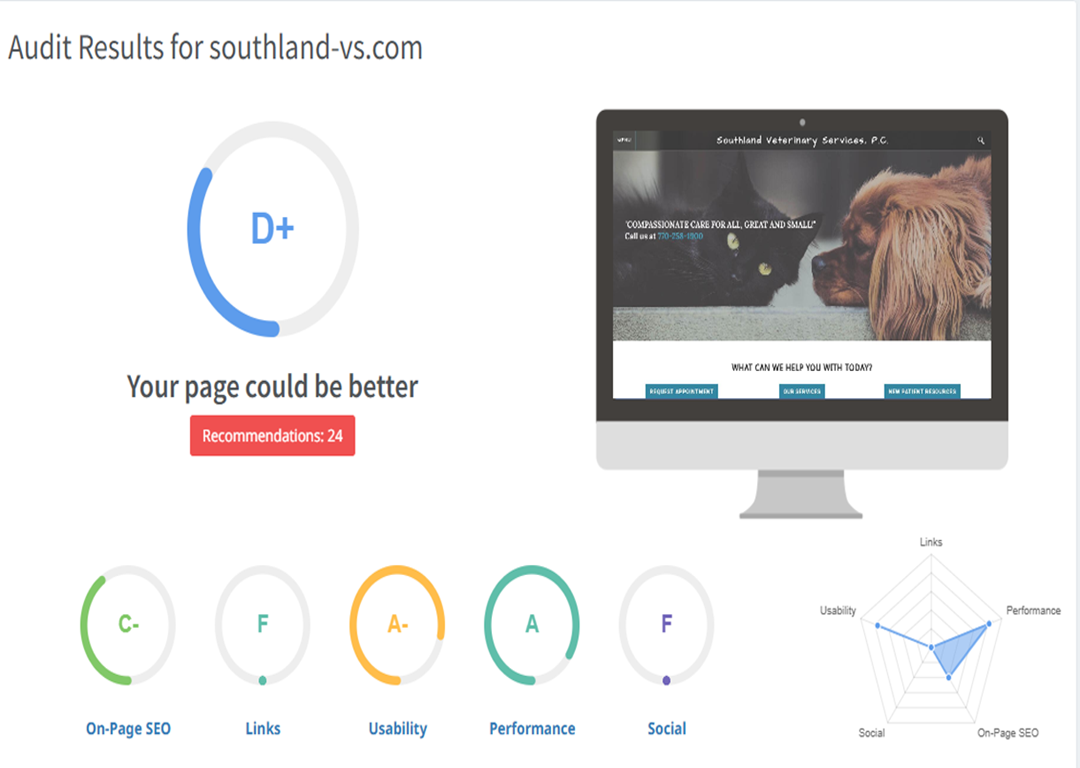 Audit Results for southland-vs.com
D+
Your page could be better
Recommendations: 24
Southland Veterinary Services, P.C.
"COMPASSIONATE CARE FOR ALL, GREAT AND SMALL!"
Call us at 770-258-1900
WHAT CAN WE HELP YOU WITH TODAY?
REQUEST APPOINTMENT OUR SERVICES NEW PATIENT RESOURCES
C- F A- A F
On-Page SEO Links Usability Performance Social
Links
Usability Performance
Social On-Page SEO